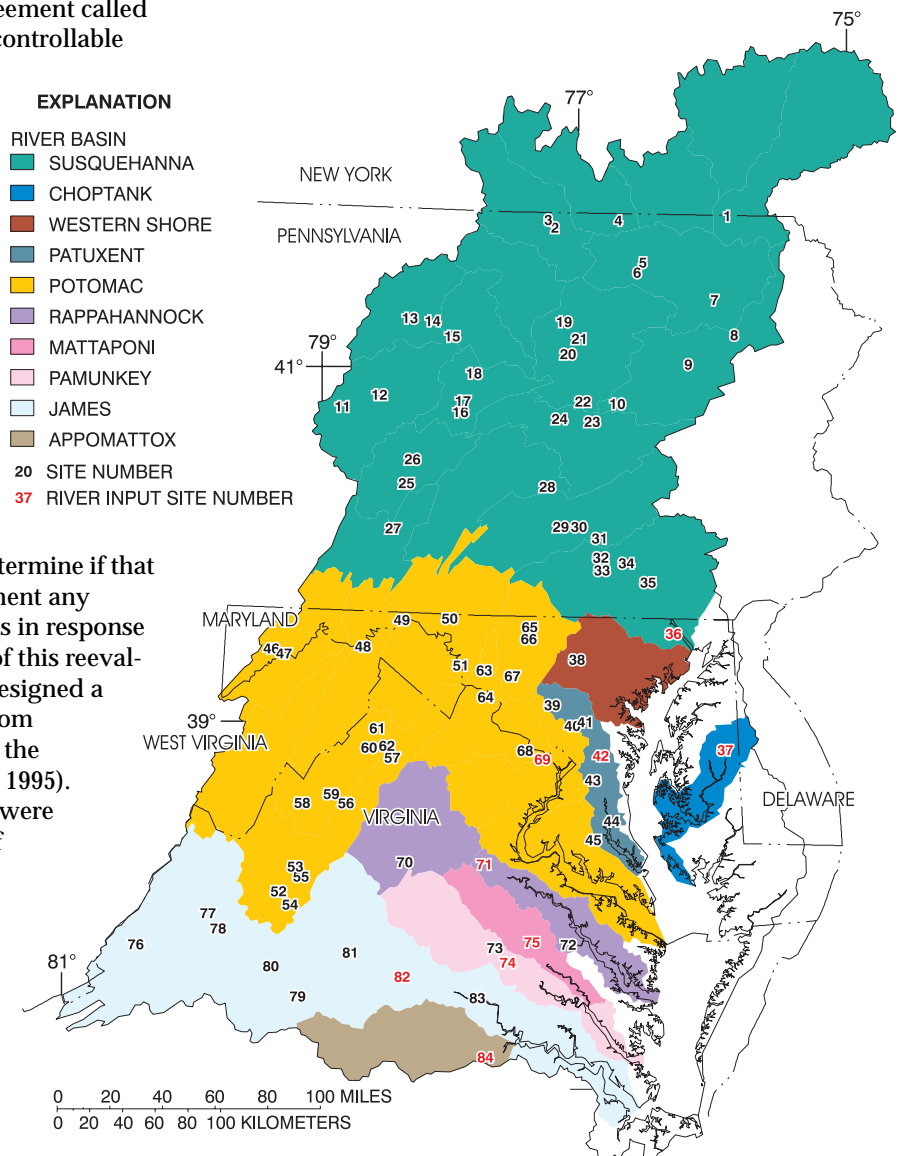 eement called
controllable
EXPLANATION
RIVER BASIN
SUSQUEHANNA
CHOPTANK
WESTERN SHORE
PATUXENT
POTOMAC
RAPPAHANNOCK
MATTAPONI
PAMUNKEY
JAMES
APPOMATTOX
20 SITE NUMBER
37 RIVER INPUT SITE NUMBER
termine if that
ment any
s in response
of this reeval-
esigned a
om
the
1995).
were
f
75°
77°
NEW YORK
PENNSYLVANIA
3 2 4 1
5
6
7
13 14 15 19 21 20 8
79°
41°
18 9
11 12 17 16 22 10
24 23
26
25 28
27 29 30
31
32 34
33 35
MARYLAND
49 50 65 66 36
46 47 48 38
51 63 67
64 39
39°
WEST VIRGINIA
40 41
61
60 62 57 68 69 42 37
43
DELAWARE
58 59 56
VIRGINIA
44
45
53
55 70 71
52
54
77
78
76 73 75 72
81 74
81°
80 82
79 83
84
0 20 40 60 80 100 MILES
0 20 40 60 80 100 KILOMETERS